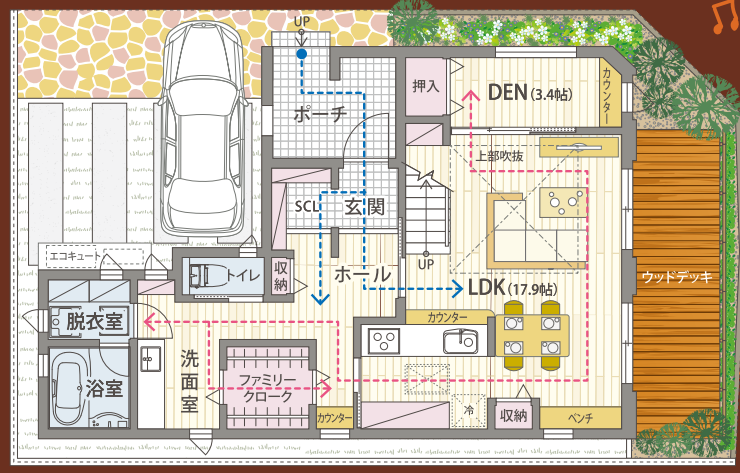 UP
ポーチ
押入
DEN(3.4帖)
カウンター
上部吹抜
SCL
玄関
エコキュート
トイレ
収納
ホール
UP
LDK(17.9帖)
ウッドデッキ
脱衣室
カウンター
洗面室
浴室
ファミリー
クローク
カウンター
冷
収納
ベンチ